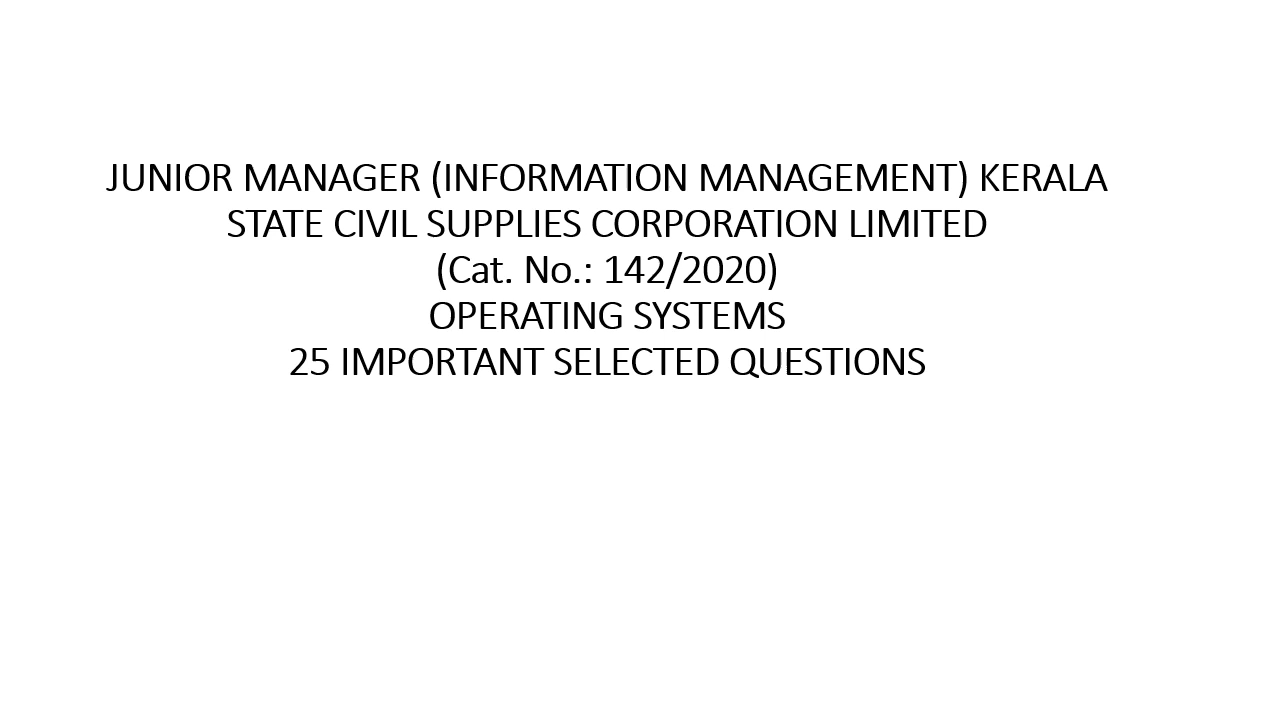 JUNIOR MANAGER (INFORMATION MANAGEMENT) KERALA
STATE CIVIL SUPPLIES CORPORATION LIMITED
(Cat. No.: 142/2020)
OPERATING SYSTEMS
25 IMPORTANT SELECTED QUESTIONS